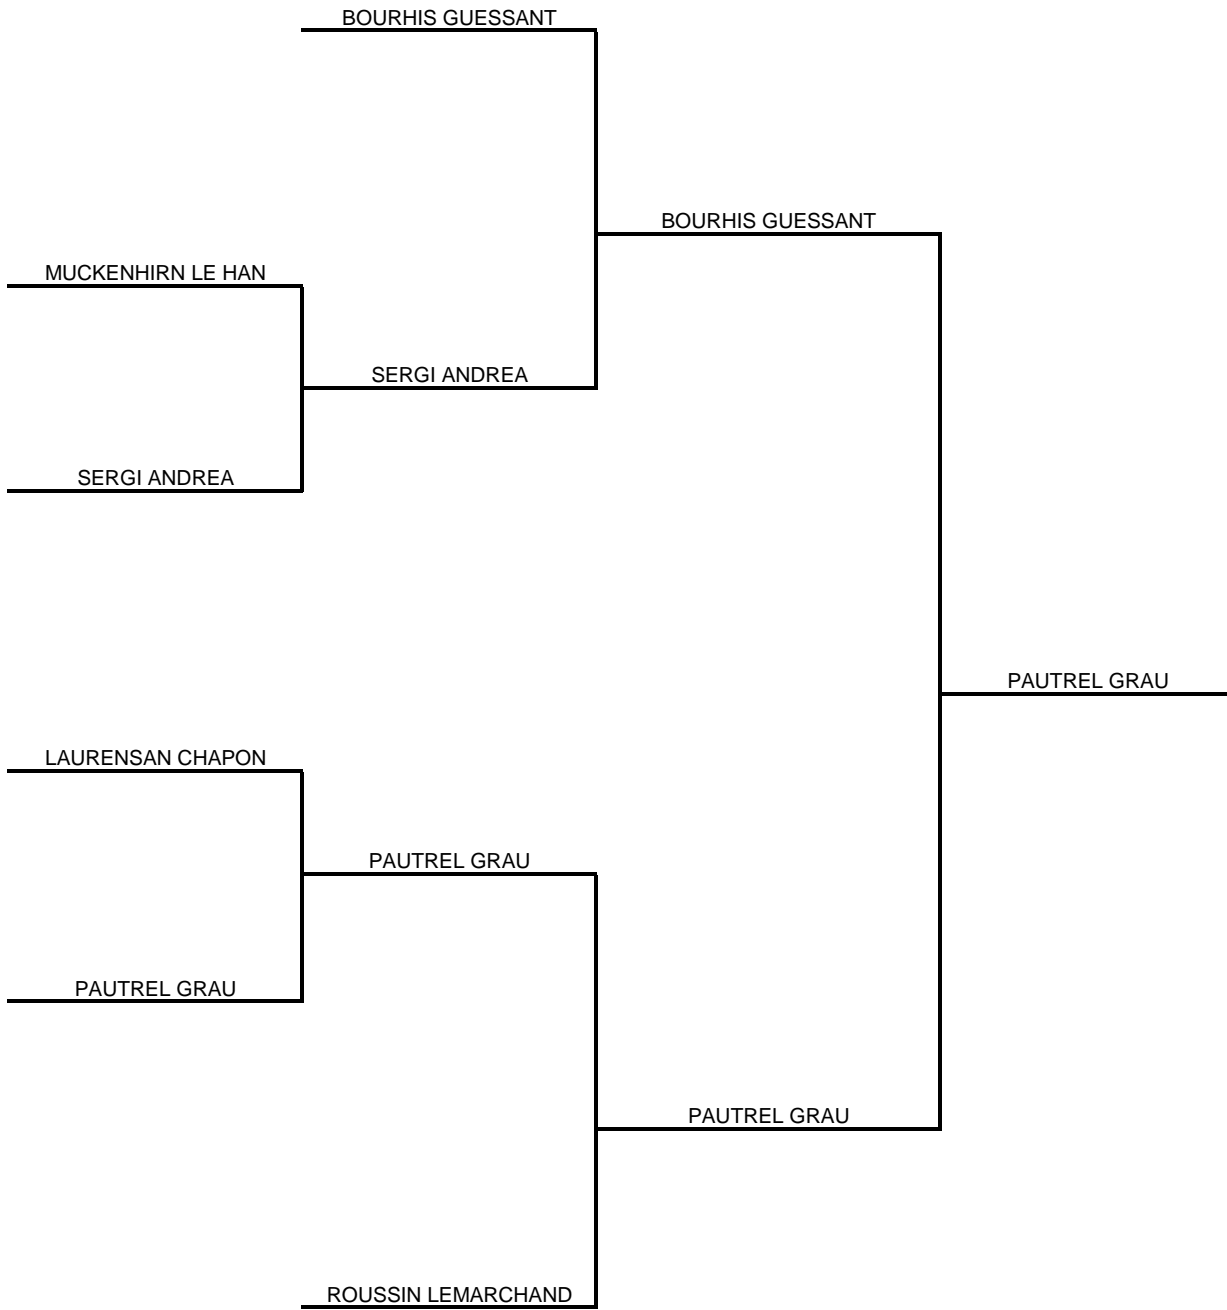 BOURHIS GUESSANT
BOURHIS GUESSANT
MUCKENHIRN LE HAN
SERGI ANDREA
SERGI ANDREA
PAUTREL GRAU
LAURENSAN CHAPON
PAUTREL GRAU
PAUTREL GRAU
PAUTREL GRAU
ROUSSIN LEMARCHAND